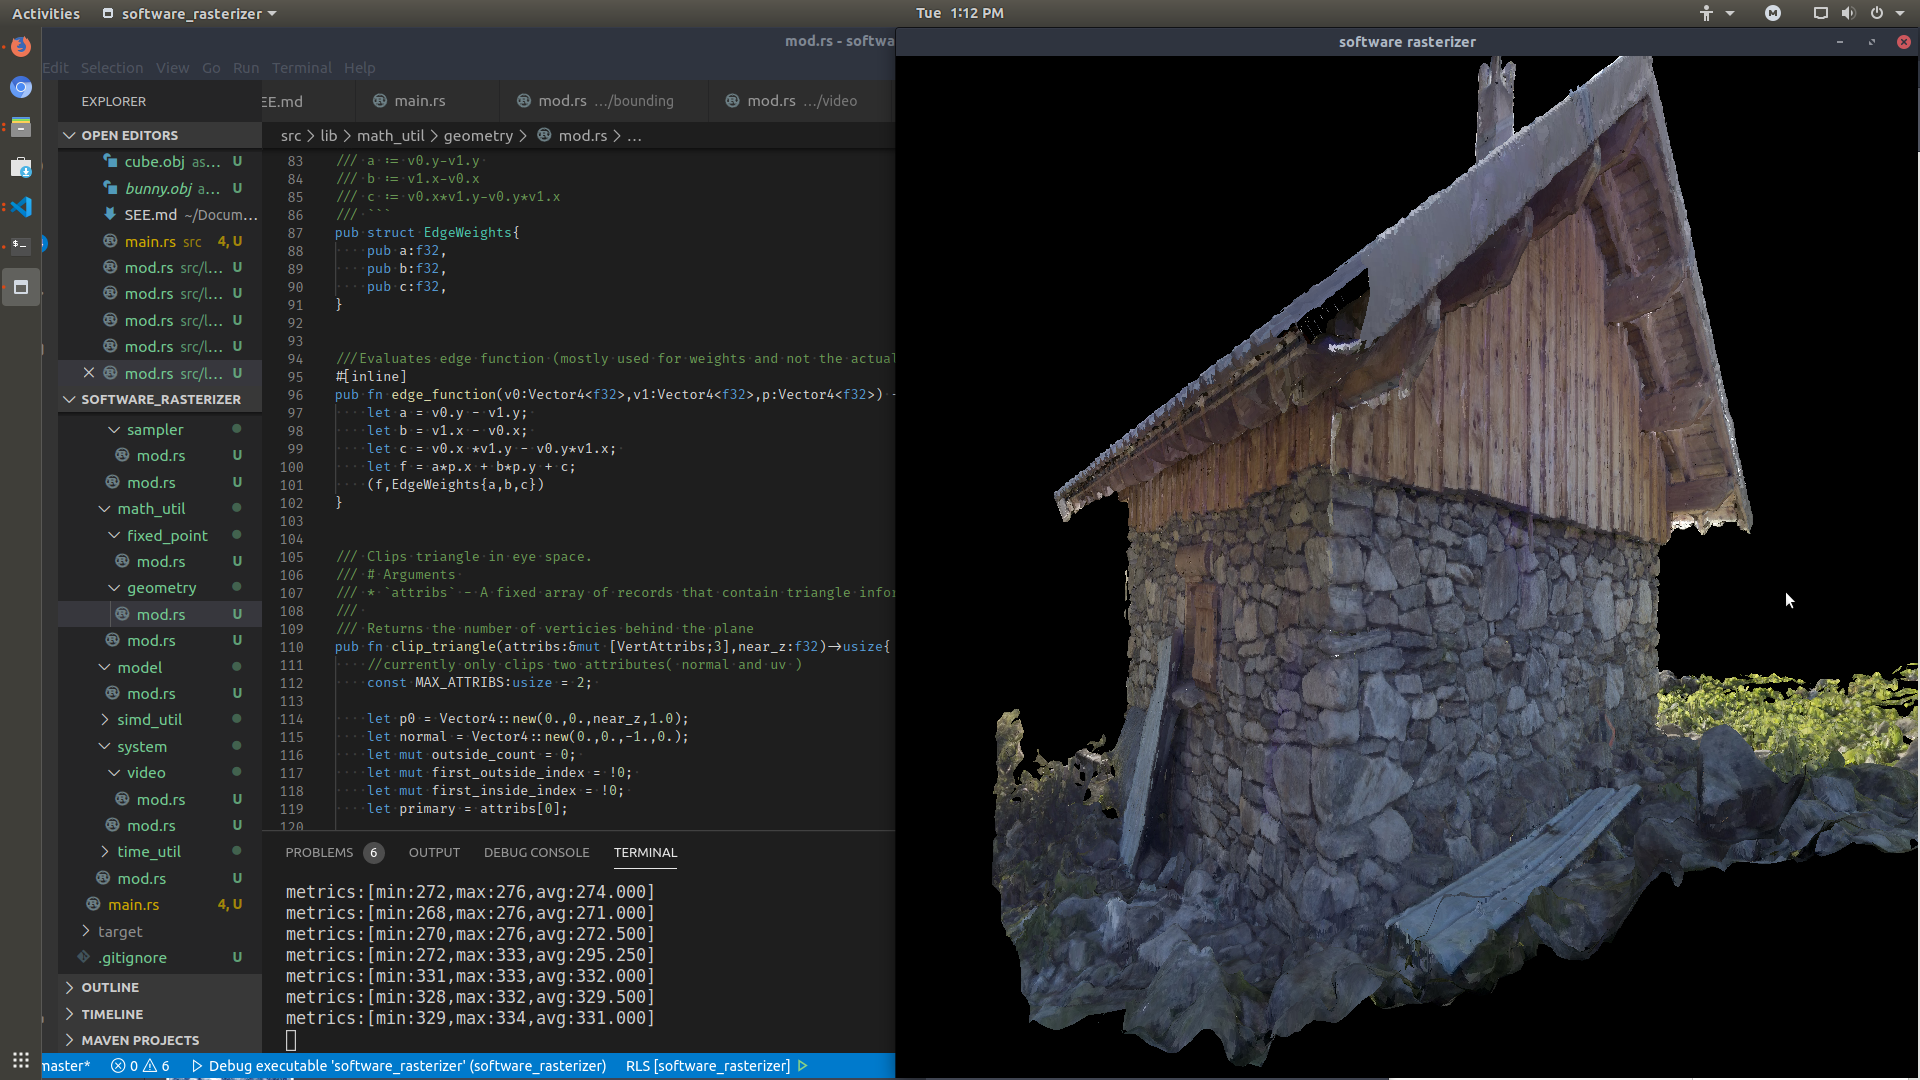 Activities
software_rasterizer
Tue 1:12 PM
mod.rs - softwa
software rasterizer
Edit Selection View Go Run Terminal Help
EXPLORER
EE.md
main.rs
mod.rs .../bounding
mod.rs .../video
OPEN EDITORS
src > lib > math_util > geometry > mod.rs > ...
cube.obj as... U
bunny.obj a... U
SEE.md ~/Docum...
main.rs src 4, U
mod.rs src/l... U
mod.rs src/l... U
mod.rs src/l... U
mod.rs src/l... U
mod.rs src/l... U
SOFTWARE_RASTERIZER
sampler
mod.rs U
mod.rs U
math_util
fixed_point
mod.rs U
geometry
mod.rs U
mod.rs U
model
mod.rs U
simd_util
system
video
mod.rs U
mod.rs U
time_util
mod.rs U
main.rs 4, U
target
.gitignore U
OUTLINE
TIMELINE
MAVEN PROJECTS
83 /// a := v0.y-v1.y
84 /// b := v1.x-v0.x
85 /// c := v0.x*v1.y-v0.y*v1.x
86 /// ```
87 pub struct EdgeWeights{
88 pub a:f32,
89 pub b:f32,
90 pub c:f32,
91 }
92
93
94 ///Evaluates edge function (mostly used for weights and not the actual
95 #[inline]
96 pub fn edge_function(v0:Vector4<f32>,v1:Vector4<f32>,p:Vector4<f32>) -
97 let a = v0.y - v1.y;
98 let b = v1.x - v0.x;
99 let c = v0.x *v1.y - v0.y*v1.x;
100 let f = a*p.x + b*p.y + c;
101 (f,EdgeWeights{a,b,c})
102 }
103
104
105 /// Clips triangle in eye space.
106 /// # Arguments
107 /// * `attribs` - A fixed array of records that contain triangle infor
108 ///
109 /// Returns the number of verticies behind the plane
110 pub fn clip_triangle(attribs:&mut [VertAttribs;3],near_z:f32)->usize{
111 //currently only clips two attributes( normal and uv )
112 const MAX_ATTRIBS:usize = 2;
113
114 let p0 = Vector4::new(0.,0.,near_z,1.0);
115 let normal = Vector4::new(0.,0.,-1.,0.);
116 let mut outside_count = 0;
117 let mut first_outside_index = !0;
118 let mut first_inside_index = !0;
119 let primary = attribs[0];
120
PROBLEMS 6 OUTPUT DEBUG CONSOLE TERMINAL
metrics:[min:272,max:276,avg:274.000]
metrics:[min:268,max:276,avg:271.000]
metrics:[min:270,max:276,avg:272.500]
metrics:[min:272,max:333,avg:295.250]
metrics:[min:331,max:333,avg:332.000]
metrics:[min:328,max:332,avg:329.500]
metrics:[min:329,max:334,avg:331.000]
master* 0 6 Debug executable 'software_rasterizer' (software_rasterizer) RLS [software_rasterizer]